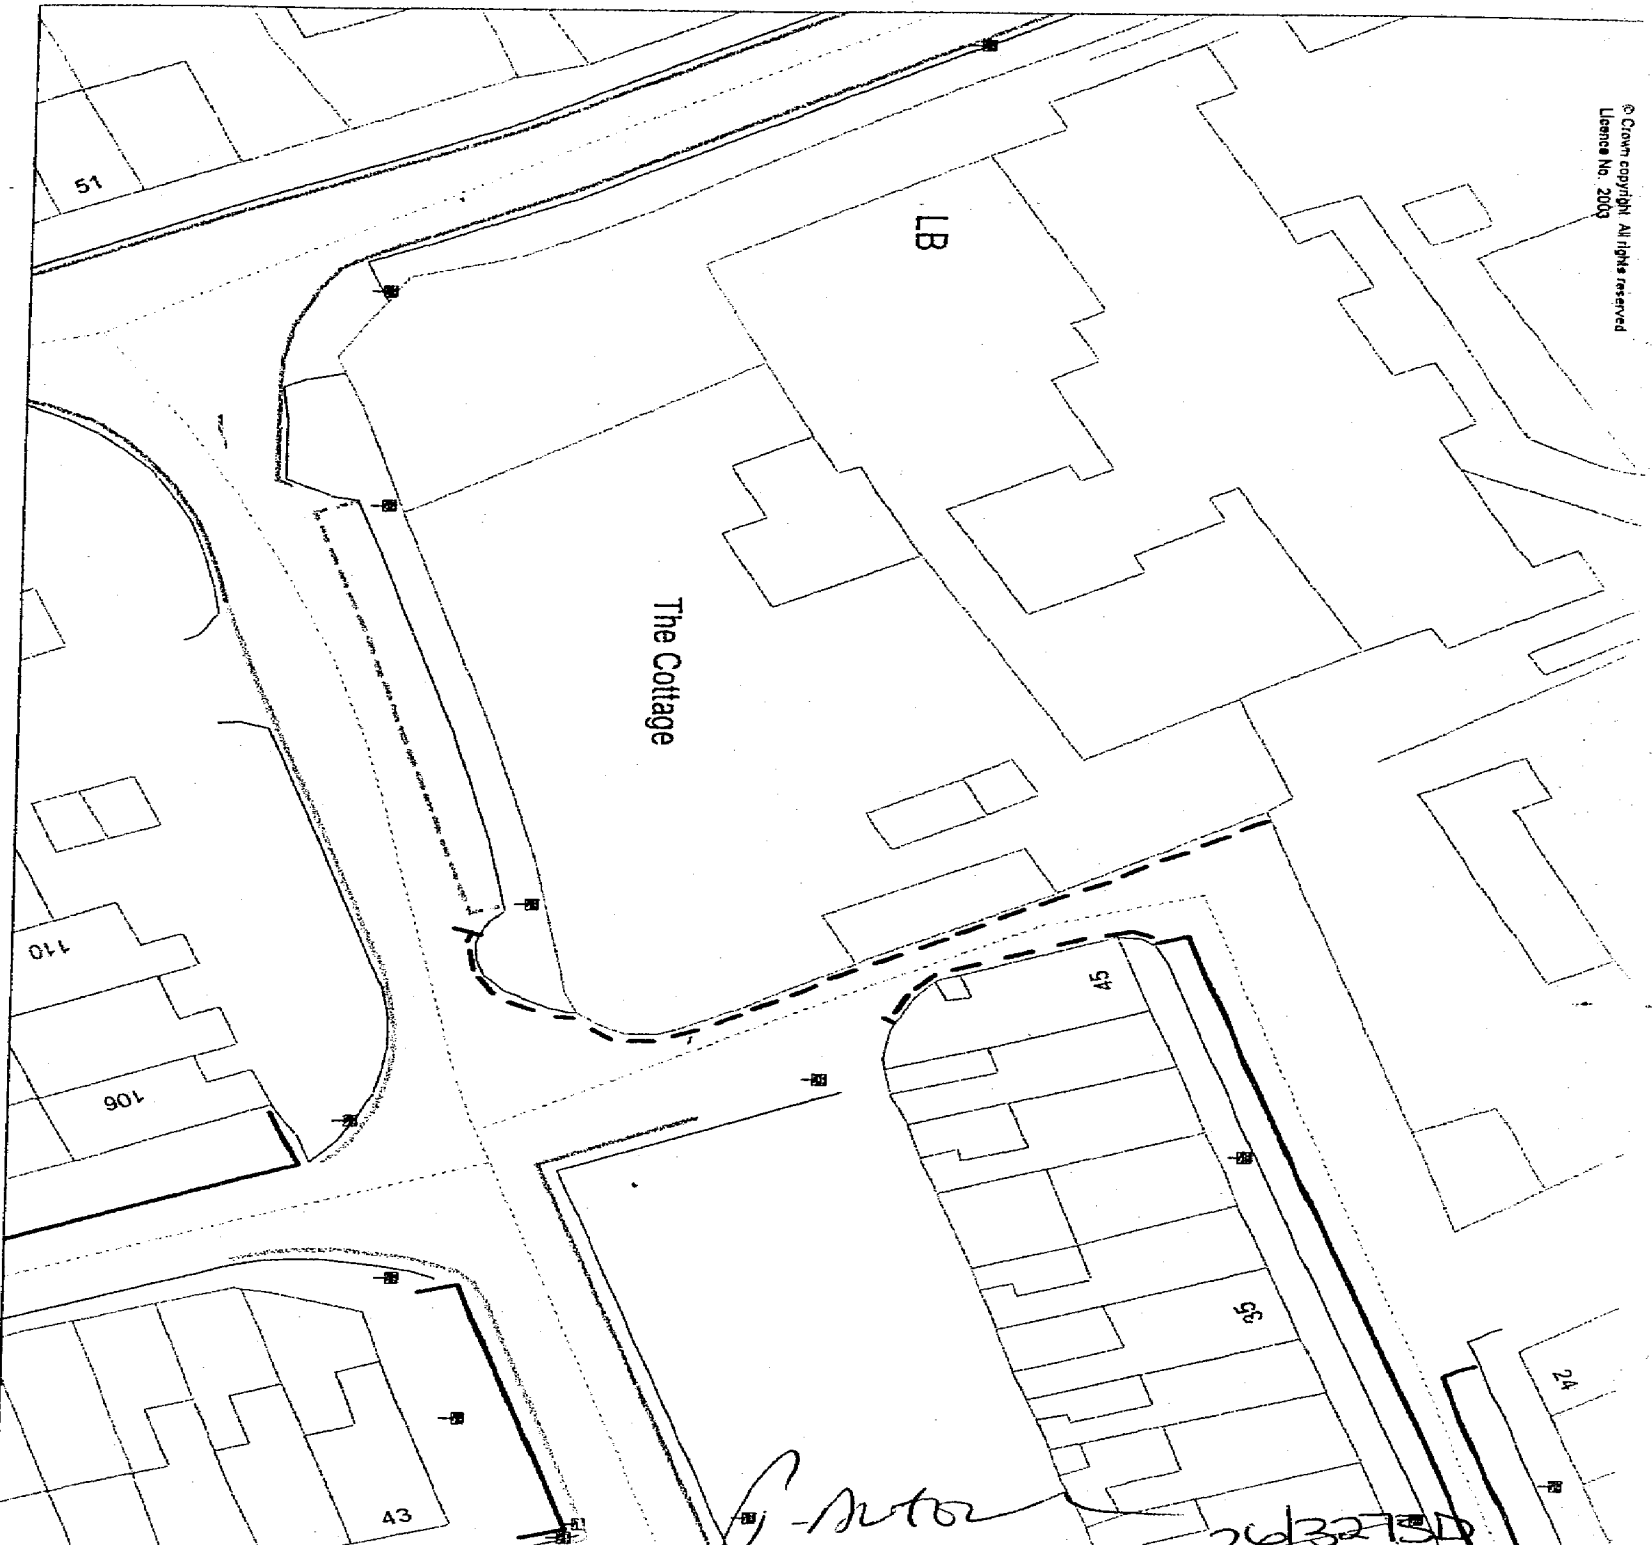 © Crown copyright. All rights reserved
Licence No. 2003
51
LB
The Cottage
110
45
106
35
24
43